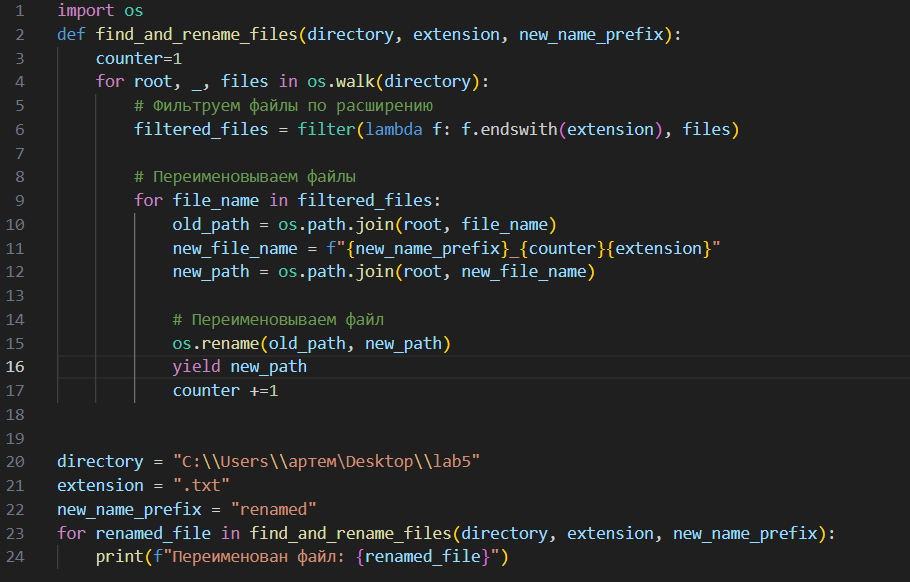 1 import os
2 def find_and_rename_files(directory, extension, new_name_prefix):
3     counter=1
4     for root, _, files in os.walk(directory):
5         # Фильтруем файлы по расширению
6         filtered_files = filter(lambda f: f.endswith(extension), files)
7
8         # Переименовываем файлы
9         for file_name in filtered_files:
10             old_path = os.path.join(root, file_name)
11             new_file_name = f"{new_name_prefix}_{counter}{extension}"
12             new_path = os.path.join(root, new_file_name)
13
14             # Переименовываем файл
15             os.rename(old_path, new_path)
16             yield new_path
17             counter +=1
18
19
20 directory = "C:\\Users\\артем\Desktop\\lab5"
21 extension = ".txt"
22 new_name_prefix = "renamed"
23 for renamed_file in find_and_rename_files(directory, extension, new_name_prefix):
24     print(f"Переименован файл: {renamed_file}")